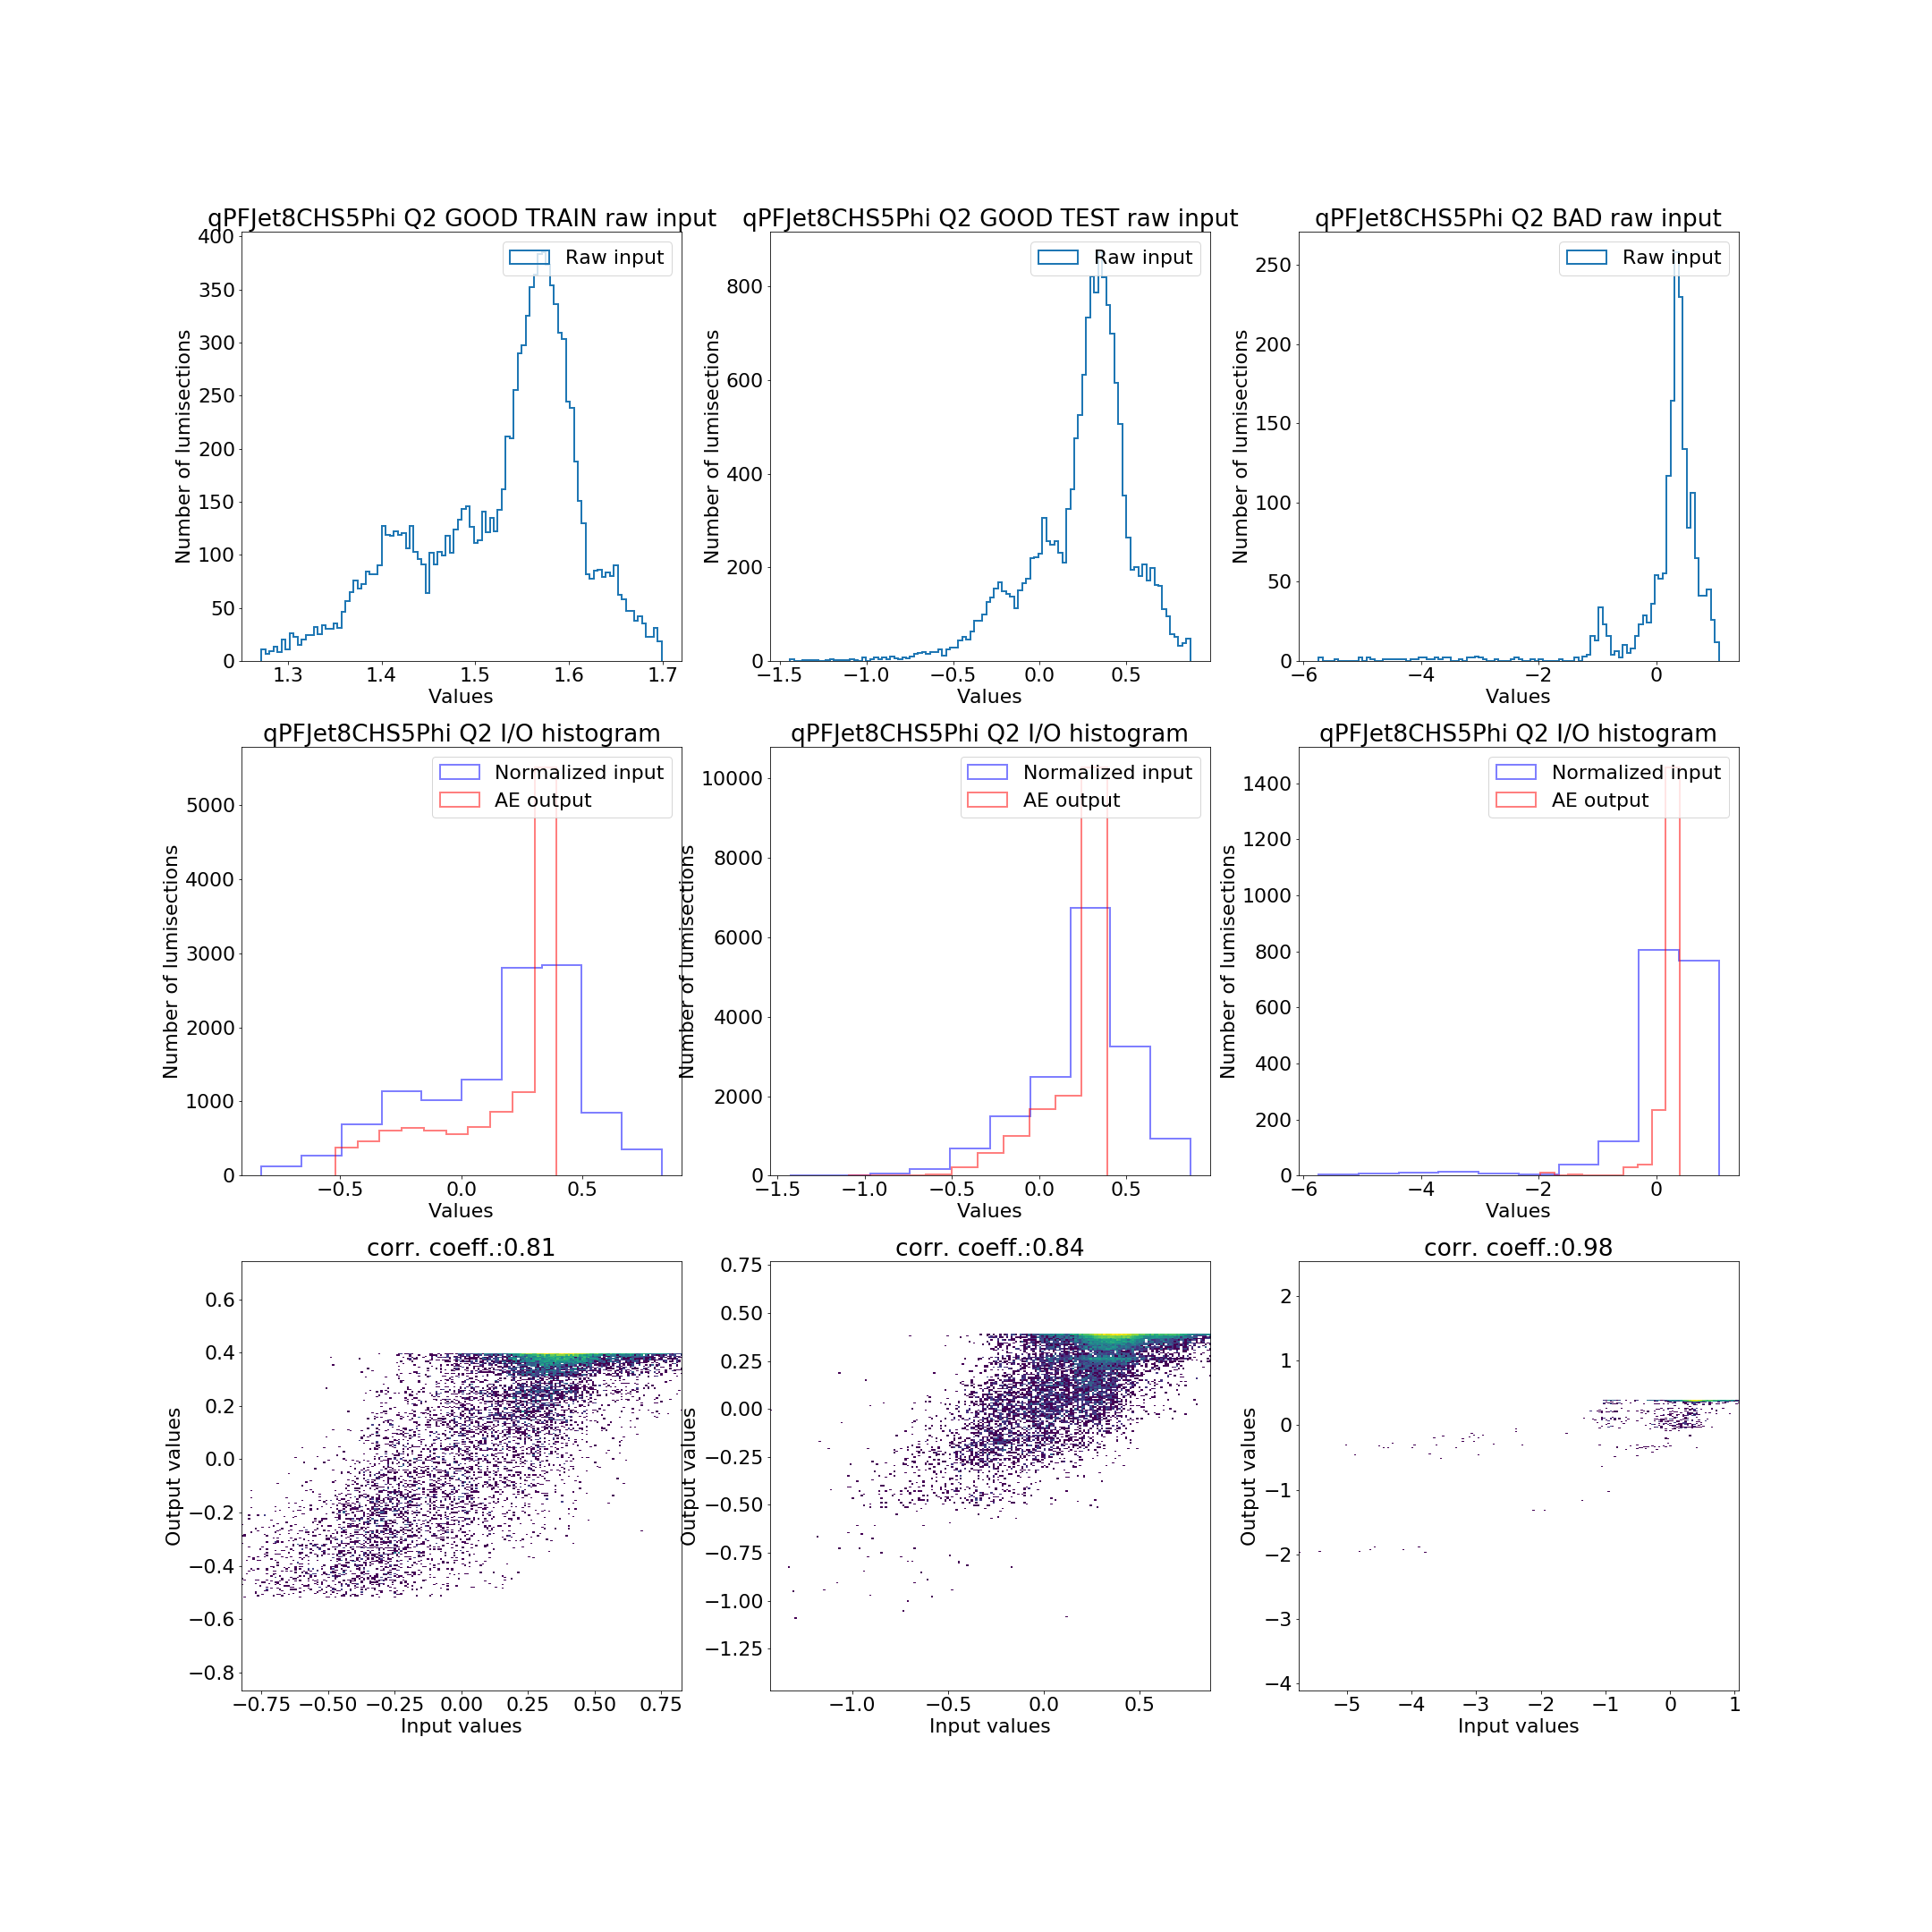 qPFJet8CHS5Phi Q2 GOOD TRAIN raw input
qPFJet8CHS5Phi Q2 GOOD TEST raw input
qPFJet8CHS5Phi Q2 BAD raw input
Raw input
Raw input
Raw input
Number of lumisections
Number of lumisections
Number of lumisections
400
350
300
250
200
150
100
50
0
800
600
400
200
0
250
200
150
100
50
0
1.3 1.4 1.5 1.6 1.7
−1.5 −1.0 −0.5 0.0 0.5
−6 −4 −2 0
Values
Values
Values
qPFJet8CHS5Phi Q2 I/O histogram
qPFJet8CHS5Phi Q2 I/O histogram
qPFJet8CHS5Phi Q2 I/O histogram
Normalized input
AE output
Normalized input
AE output
Normalized input
AE output
Number of lumisections
Number of lumisections
Number of lumisections
5000
4000
3000
2000
1000
0
10000
8000
6000
4000
2000
0
1400
1200
1000
800
600
400
200
0
−0.5 0.0 0.5
−1.5 −1.0 −0.5 0.0 0.5
−6 −4 −2 0
Values
Values
Values
corr. coeff.:0.81
corr. coeff.:0.84
corr. coeff.:0.98
Output values
Output values
Output values
0.6
0.4
0.2
0.0
−0.2
−0.4
−0.6
−0.8
0.75
0.50
0.25
0.00
−0.25
−0.50
−0.75
−1.00
−1.25
2
1
0
−1
−2
−3
−4
−0.75 −0.50 −0.25 0.00 0.25 0.50 0.75
−1.0 −0.5 0.0 0.5
−5 −4 −3 −2 −1 0 1
Input values
Input values
Input values